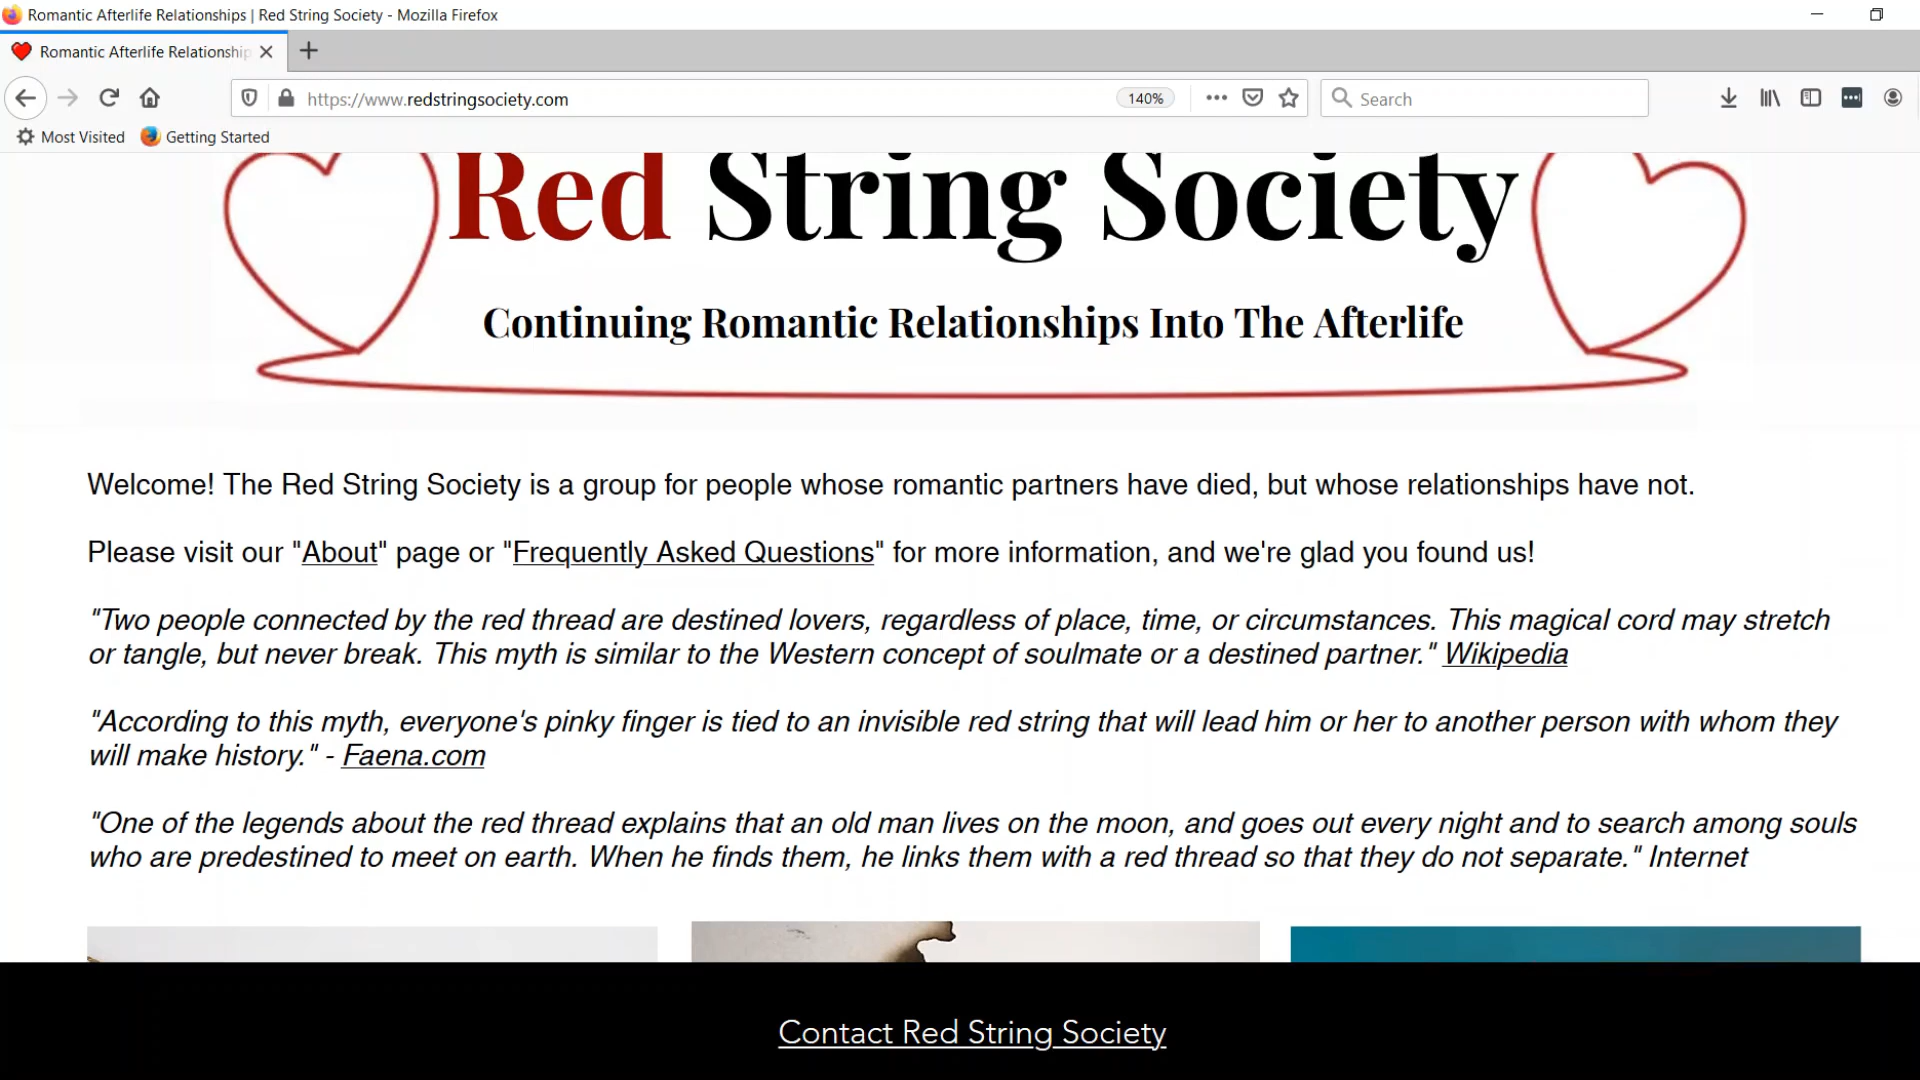 Romantic Afterlife Relationships | Red String Society - Mozilla Firefox
Romantic Afterlife Relationship
https://www.redstringsociety.com
140%
Search
Most Visited
Getting Started
Red String Society
Continuing Romantic Relationships Into The Afterlife
Welcome! The Red String Society is a group for people whose romantic partners have died, but whose relationships have not.
Please visit our "About" page or "Frequently Asked Questions" for more information, and we're glad you found us!
"Two people connected by the red thread are destined lovers, regardless of place, time, or circumstances. This magical cord may stretch
or tangle, but never break. This myth is similar to the Western concept of soulmate or a destined partner." Wikipedia
"According to this myth, everyone's pinky finger is tied to an invisible red string that will lead him or her to another person with whom they
will make history." - Faena.com
"One of the legends about the red thread explains that an old man lives on the moon, and goes out every night and to search among souls
who are predestined to meet on earth. When he finds them, he links them with a red thread so that they do not separate." Internet
Contact Red String Society